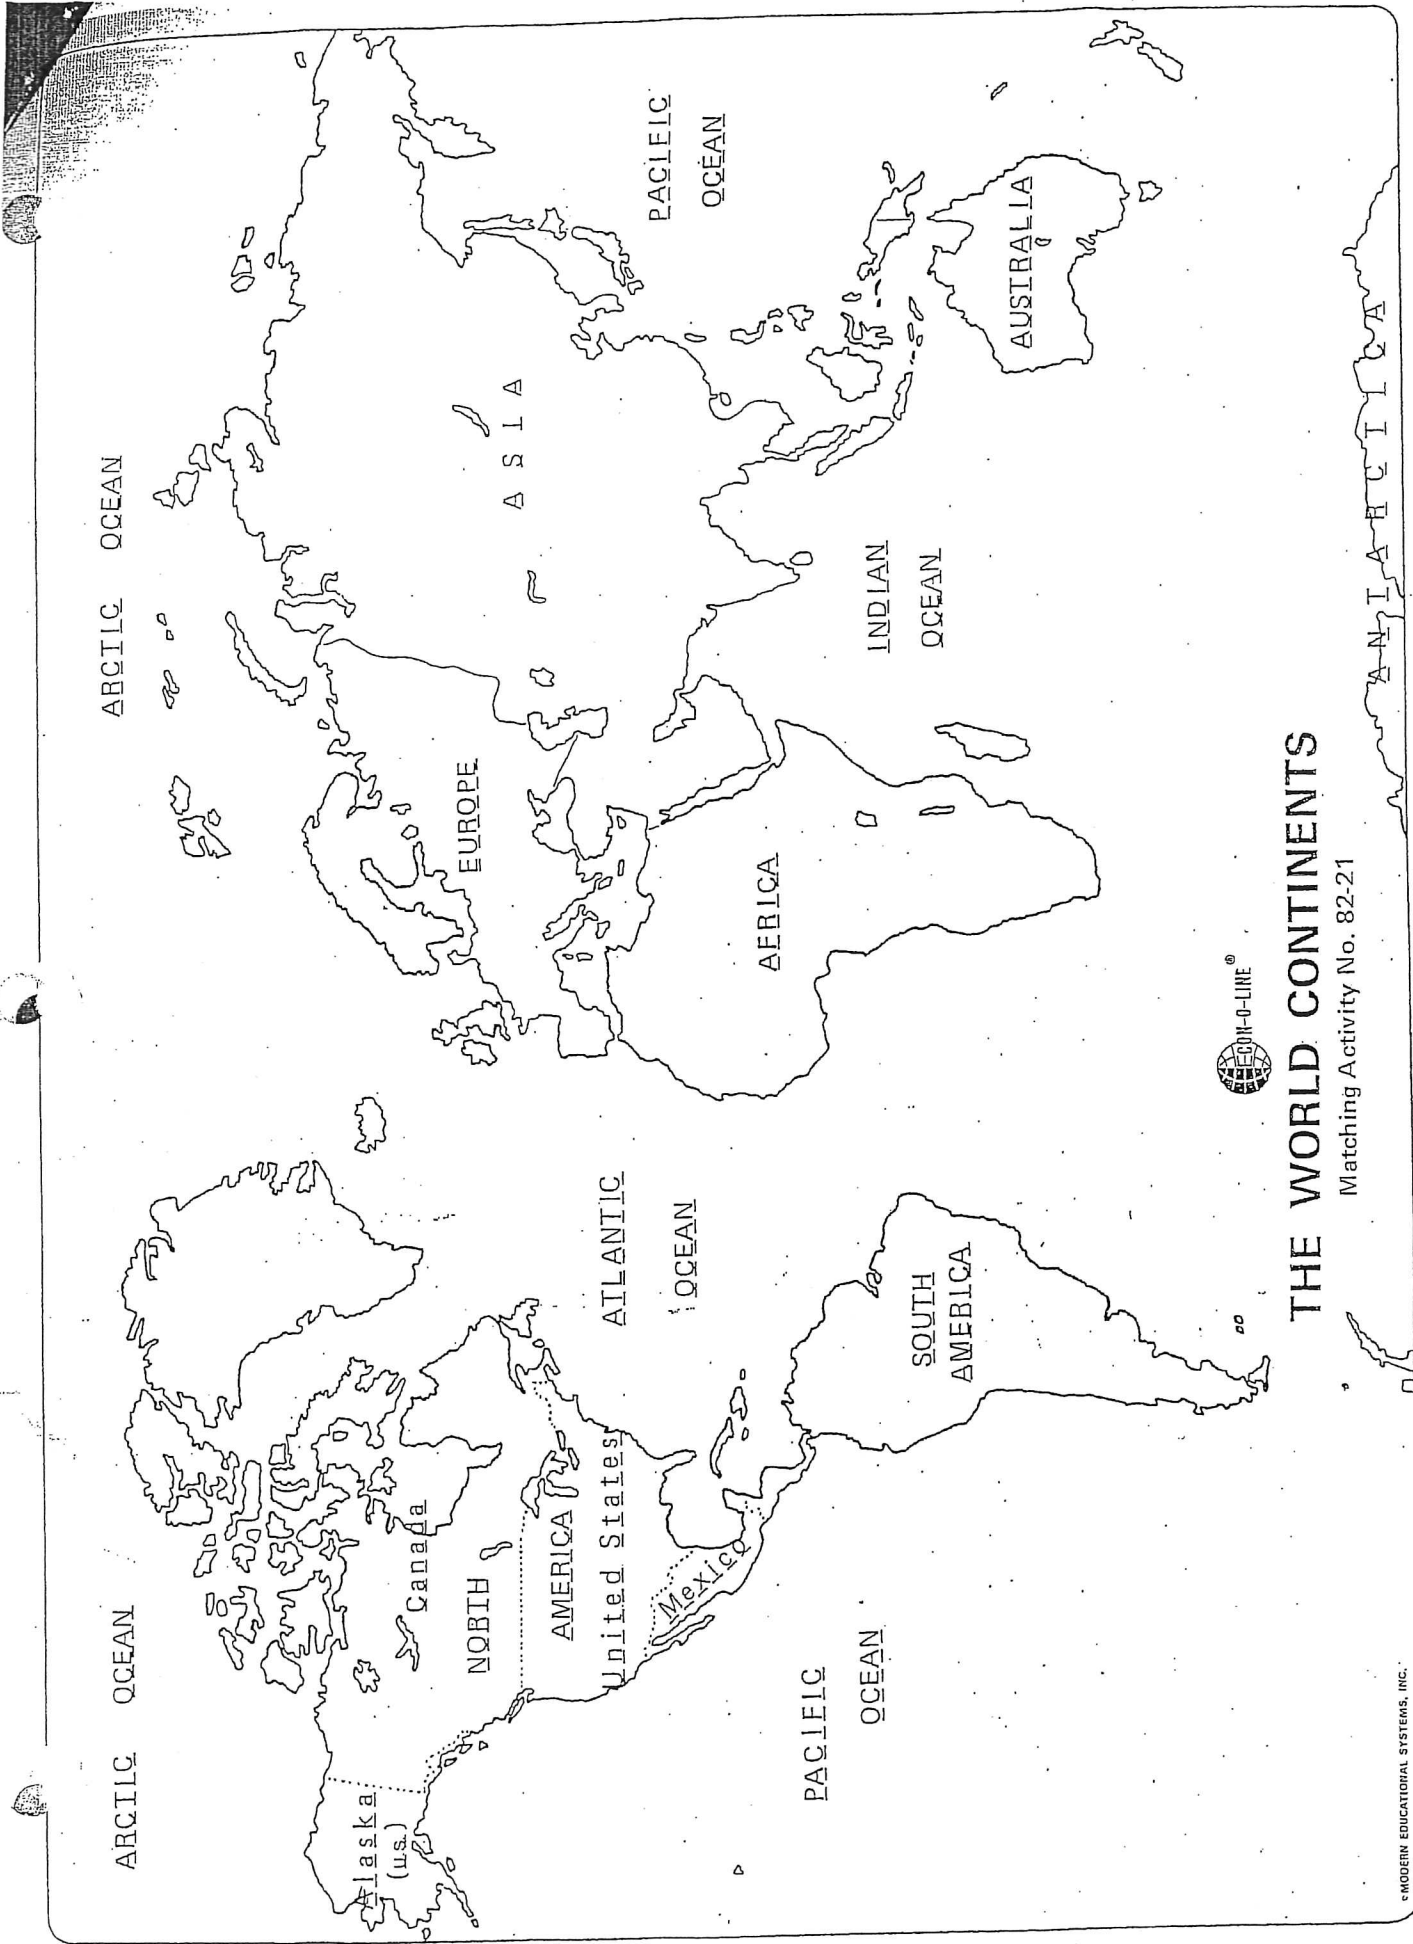 ARCTIC OCEAN
ARCTIC OCEAN
Alaska
(U.S.)
Canada
NORTH
AMERICA
United States
Mexico
ATLANTIC
OCEAN
EUROPE
ASIA
PACIFIC
OCEAN
AFRICA
INDIAN
OCEAN
PACIFIC
OCEAN
SOUTH
AMERICA
AUSTRALIA
CON-O-LINE®
THE WORLD CONTINENTS
Matching Activity No. 82-21
ANTARCTICA
©MODERN EDUCATIONAL SYSTEMS, INC.